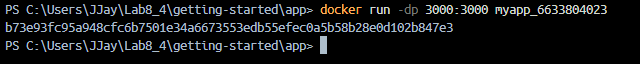 PS C:\Users\JJay\Lab8_4\getting-started\app> docker run -dp 3000:3000 myapp_6633804023
b73e93fc95a948cfc6b7501e34a6673553edb55efec0a5b58b28e0d102b847e3
PS C:\Users\JJay\Lab8_4\getting-started\app>